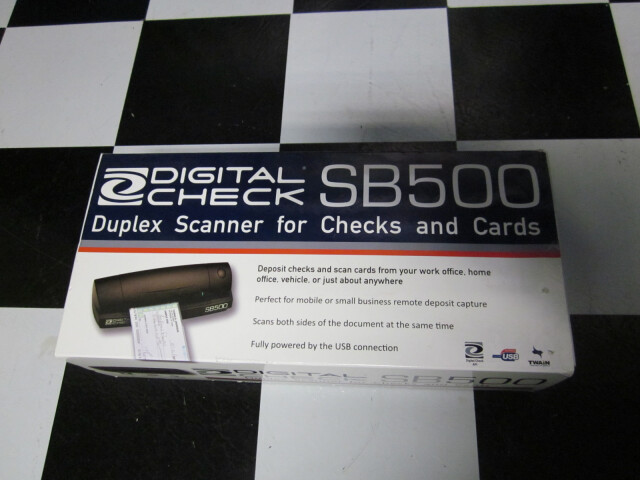 DIGITAL CHECK SB500
Duplex Scanner for Checks and Cards
Deposit checks and scan cards from your work office, home
office, vehicle, or just about anywhere
Perfect for mobile or small business remote deposit capture
Scans both sides of the document at the same time
Fully powered by the USB connection
SB500
USB
TWAIN
DIGITAL CHECK SB500